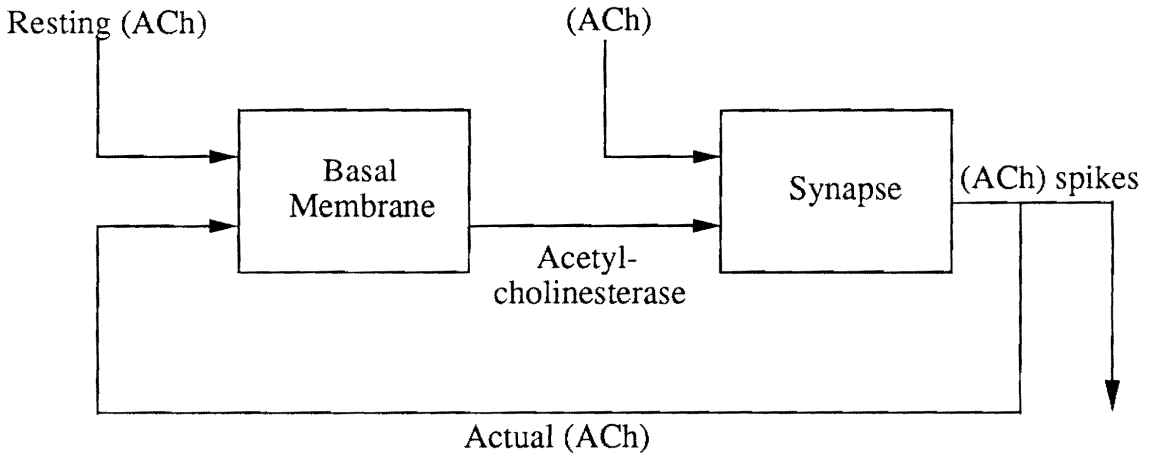 Resting (ACh)
(ACh)
Basal
Membrane
Synapse
(ACh) spikes
Acetyl-
cholinesterase
Actual (ACh)